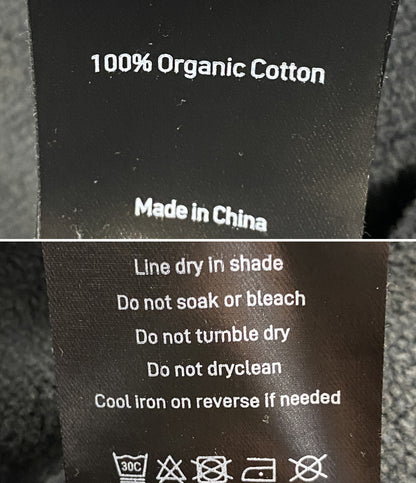 100% Organic Cotton
Made in China
Line dry in shade
Do not soak or bleach
Do not tumble dry
Do not dryclean
Cool iron on reverse if needed
30C